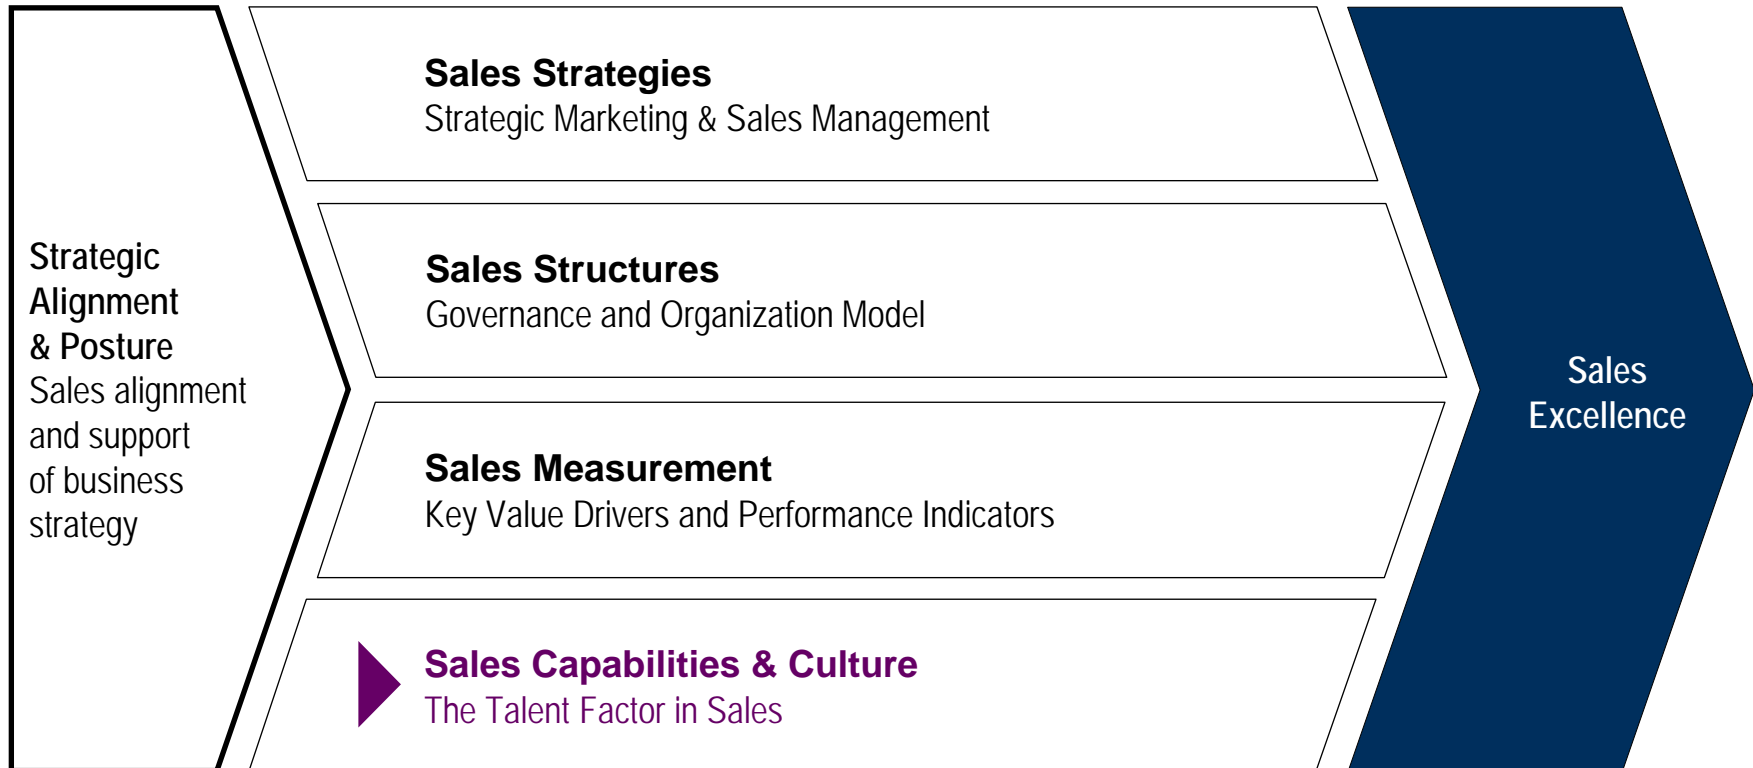 Strategic
Alignment
& Posture
Sales alignment
and support
of business
strategy
Sales Strategies
Strategic Marketing & Sales Management
Sales Structures
Governance and Organization Model
Sales Measurement
Key Value Drivers and Performance Indicators
Sales Capabilities & Culture
The Talent Factor in Sales
Sales
Excellence